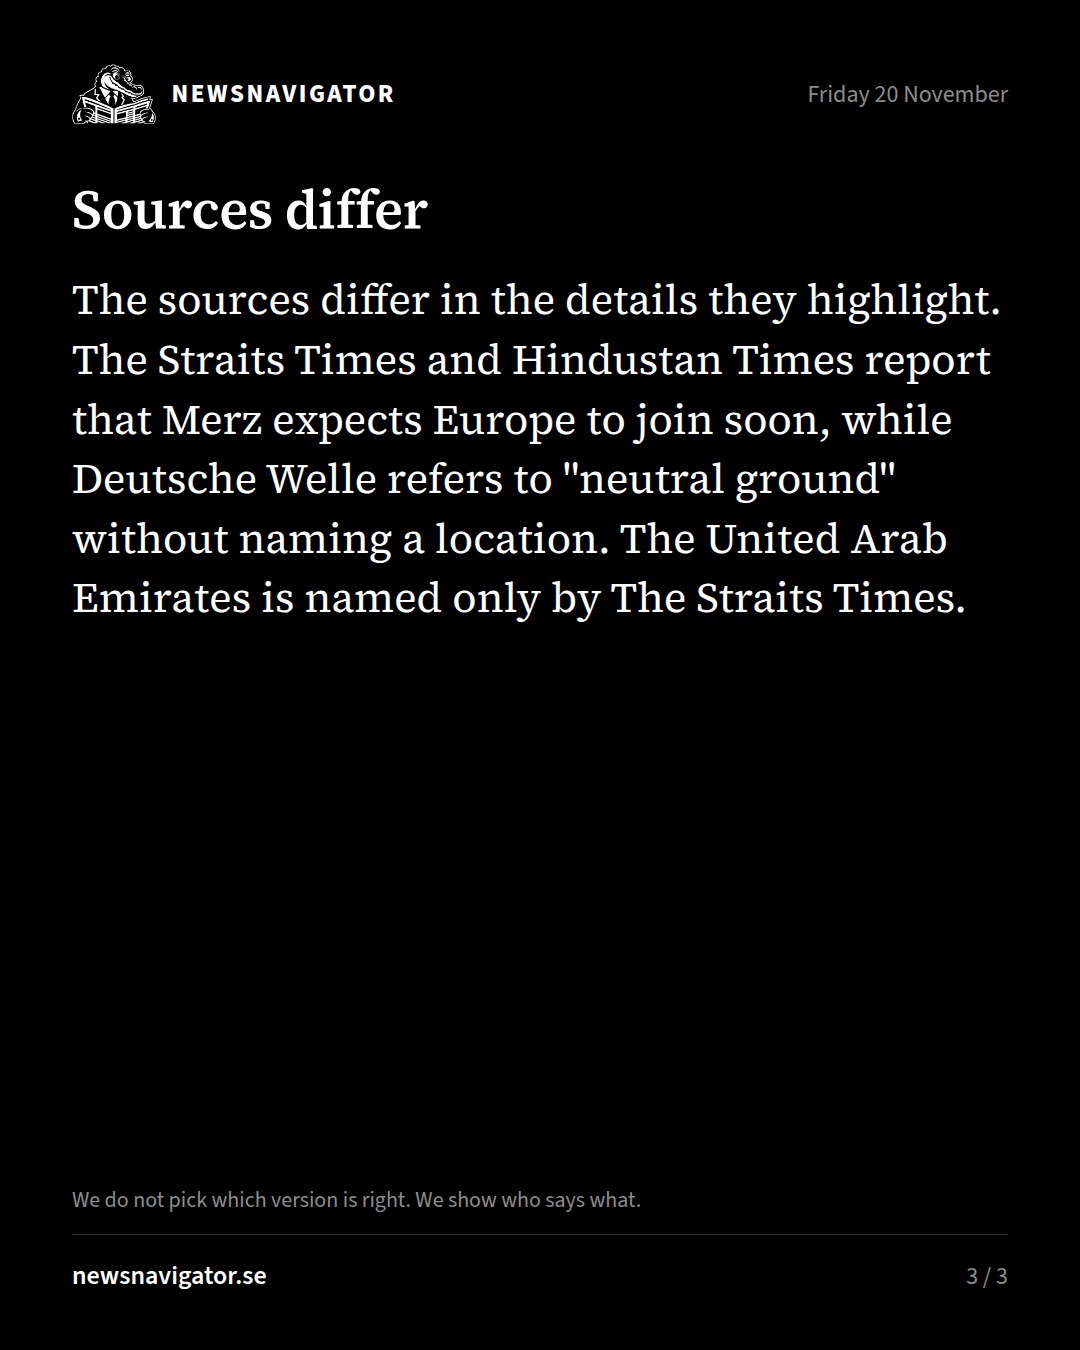 NEWSNAVIGATOR
Friday 20 November
Sources differ
The sources differ in the details they highlight.
The Straits Times and Hindustan Times report
that Merz expects Europe to join soon, while
Deutsche Welle refers to "neutral ground"
without naming a location. The United Arab
Emirates is named only by The Straits Times.
We do not pick which version is right. We show who says what.
newsnavigator.se
3 / 3